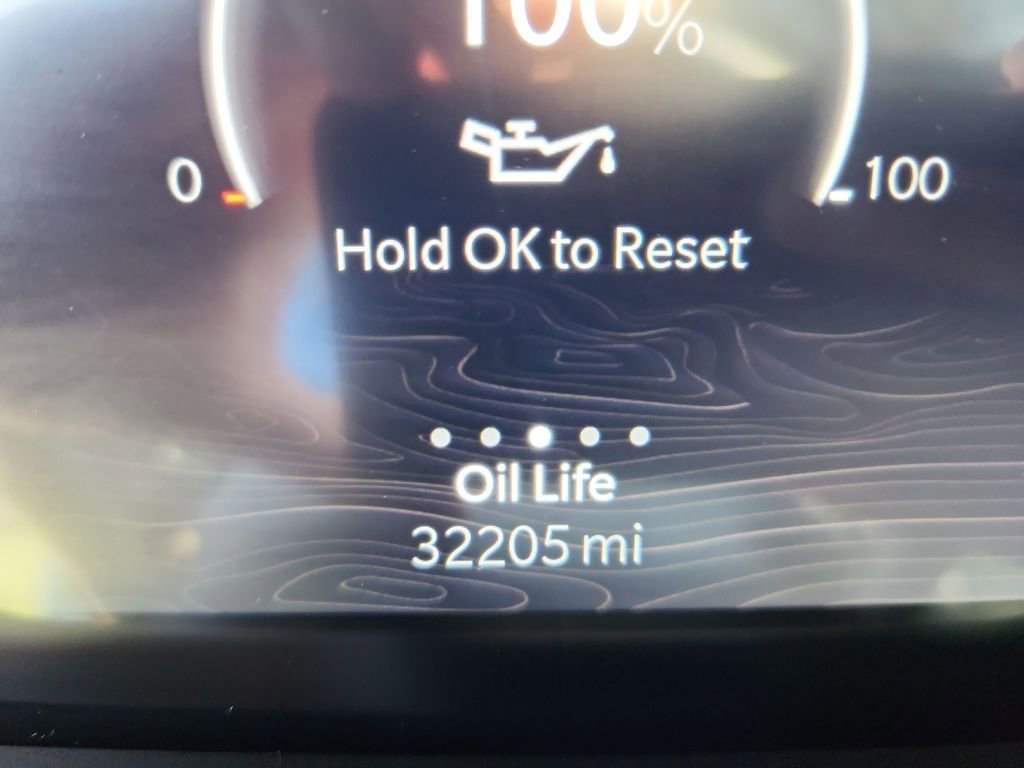 100%
0
100
Hold OK to Reset
Oil Life
32205 mi